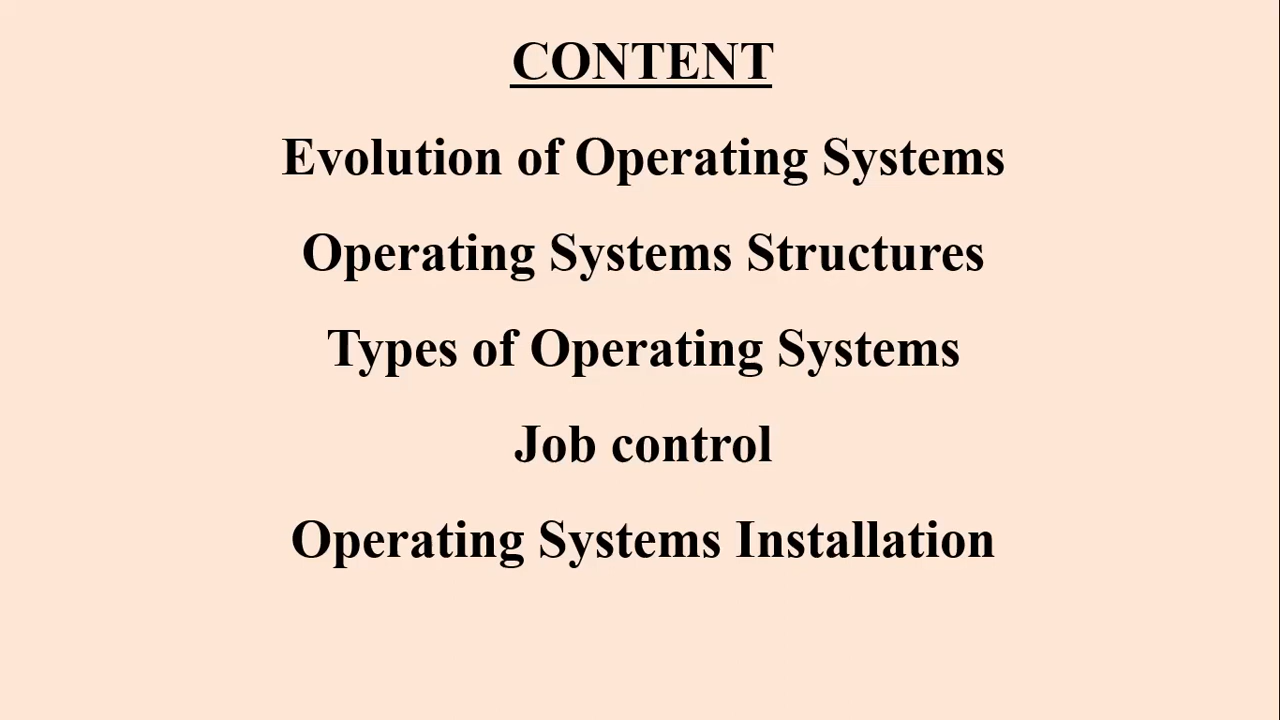 CONTENT
Evolution of Operating Systems
Operating Systems Structures
Types of Operating Systems
Job control
Operating Systems Installation